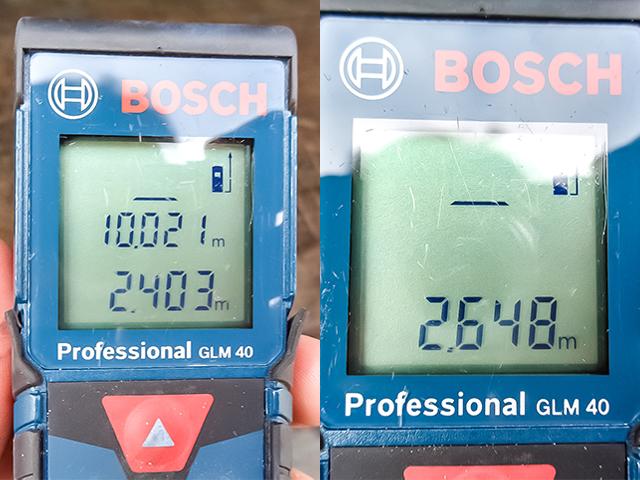 BOSCH
10.021 m
2.403 m
Professional GLM 40
BOSCH
2.648 m
Professional GLM 40